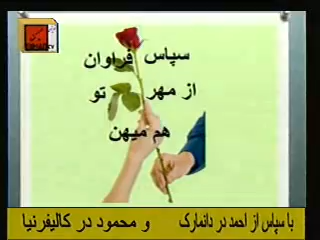 سپاس فراوان
از مهر تو
هم میهن
با سپاس از احمد در دانمارک و محمود در کالیفرنیا